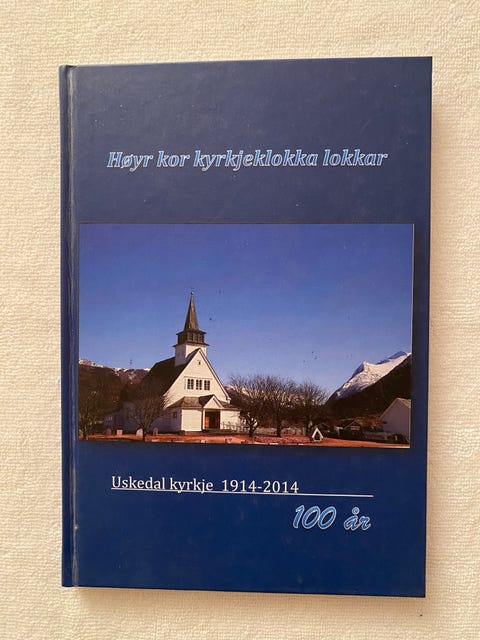 Høyr kor kyrkjeklokka lokkar
Uskedal kyrkje 1914-2014
100 år